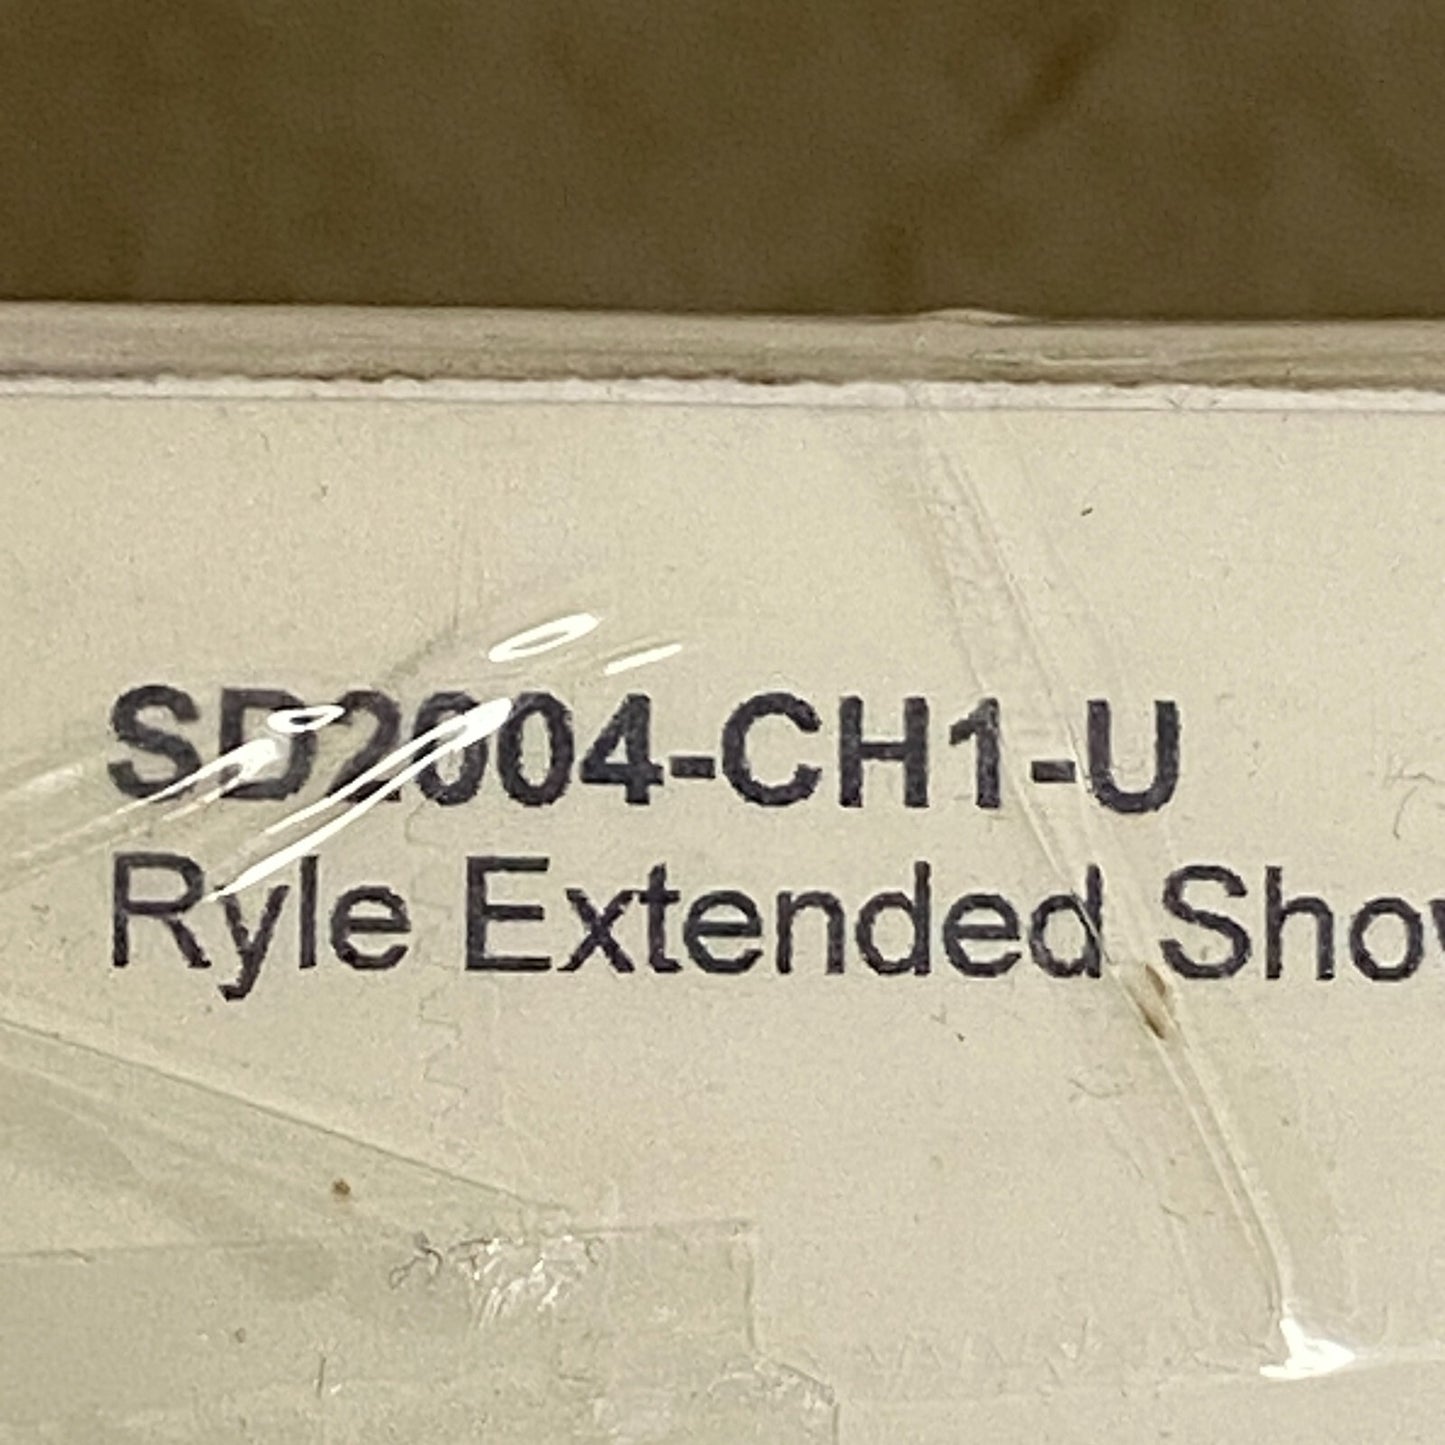 SD2004-CH1-U
Ryle Extended